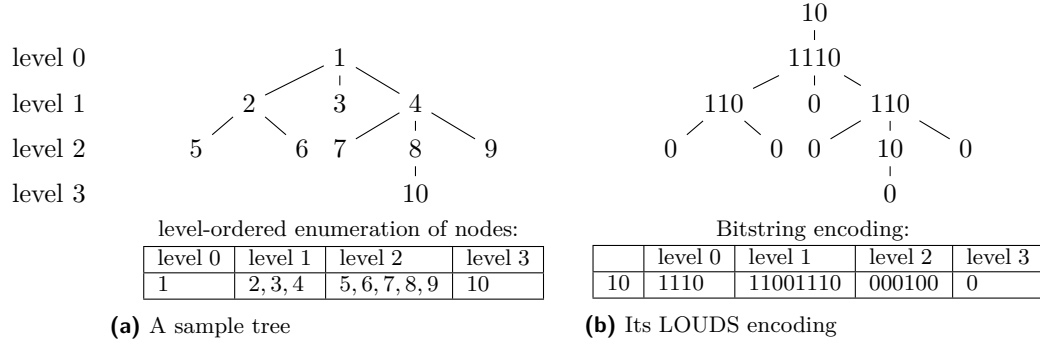 10
level 0 1 1110
level 1 2 3 4 110 0 110
level 2 5 6 7 8 9 0 0 0 10 0
level 3 10 0
level-ordered enumeration of nodes: Bitstring encoding:
level 0 level 1 level 2 level 3 level 0 level 1 level 2 level 3
1 2, 3, 4 5, 6, 7, 8, 9 10 10 1110 11001110 000100 0
(a) A sample tree (b) Its LOUDS encoding